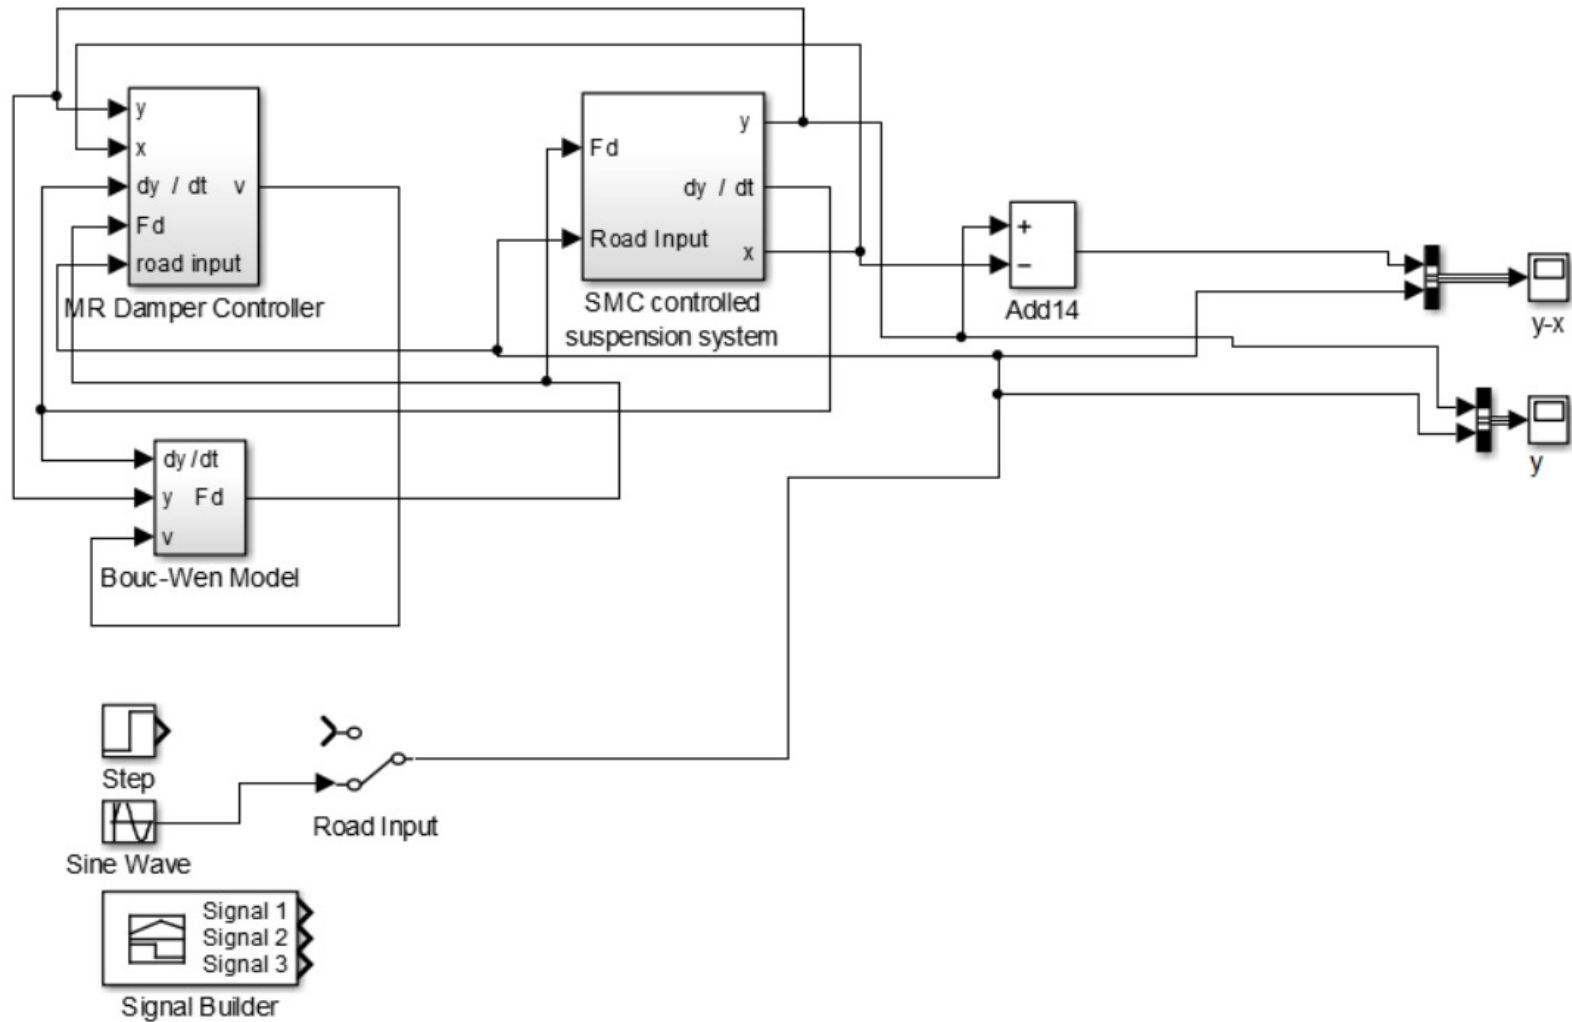 y
x
dy / dt v
Fd
road input
MR Damper Controller
y
Fd
dy / dt
Road Input
x
SMC controlled
suspension system
+
−
Add14
y-x
y
dy/dt
y Fd
v
Bouc-Wen Model
Step
Road Input
Sine Wave
Signal 1
Signal 2
Signal 3
Signal Builder